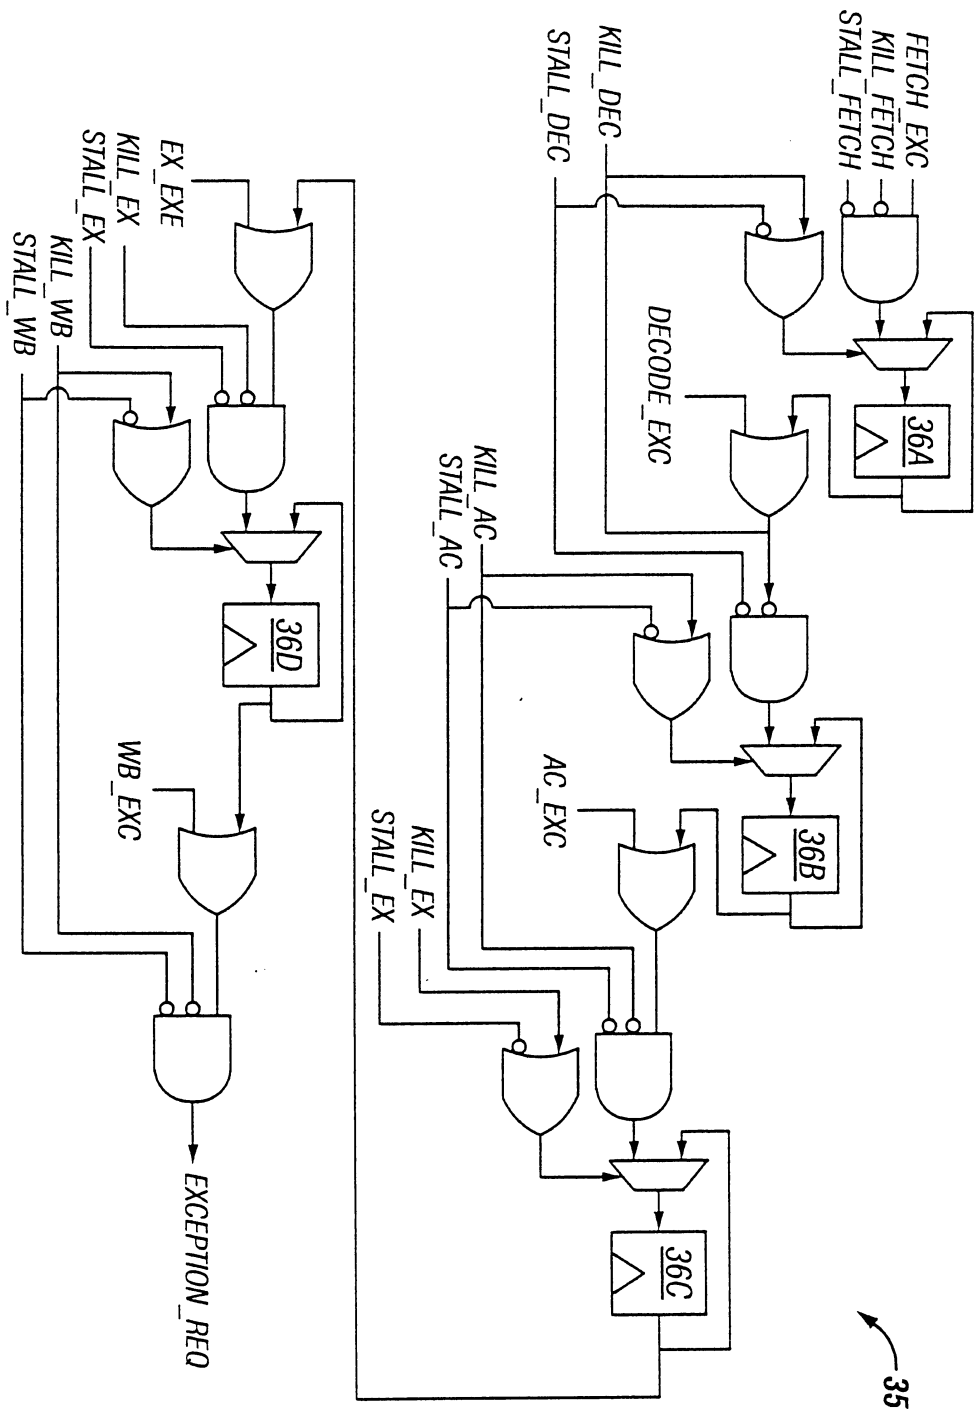 FETCH_EXC
KILL_FETCH
STALL_FETCH
KILL_DEC
STALL_DEC
36A
DECODE_EXC
KILL_AC
STALL_AC
36B
AC_EXC
KILL_EX
STALL_EX
36C
35
EX_EXE
KILL_EX
STALL_EX
KILL_WB
STALL_WB
36D
WB_EXC
EXCEPTION_REQ